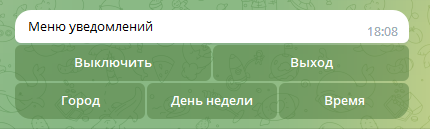 Меню уведомлений
18:08
Выключить Выход
Город День недели Время